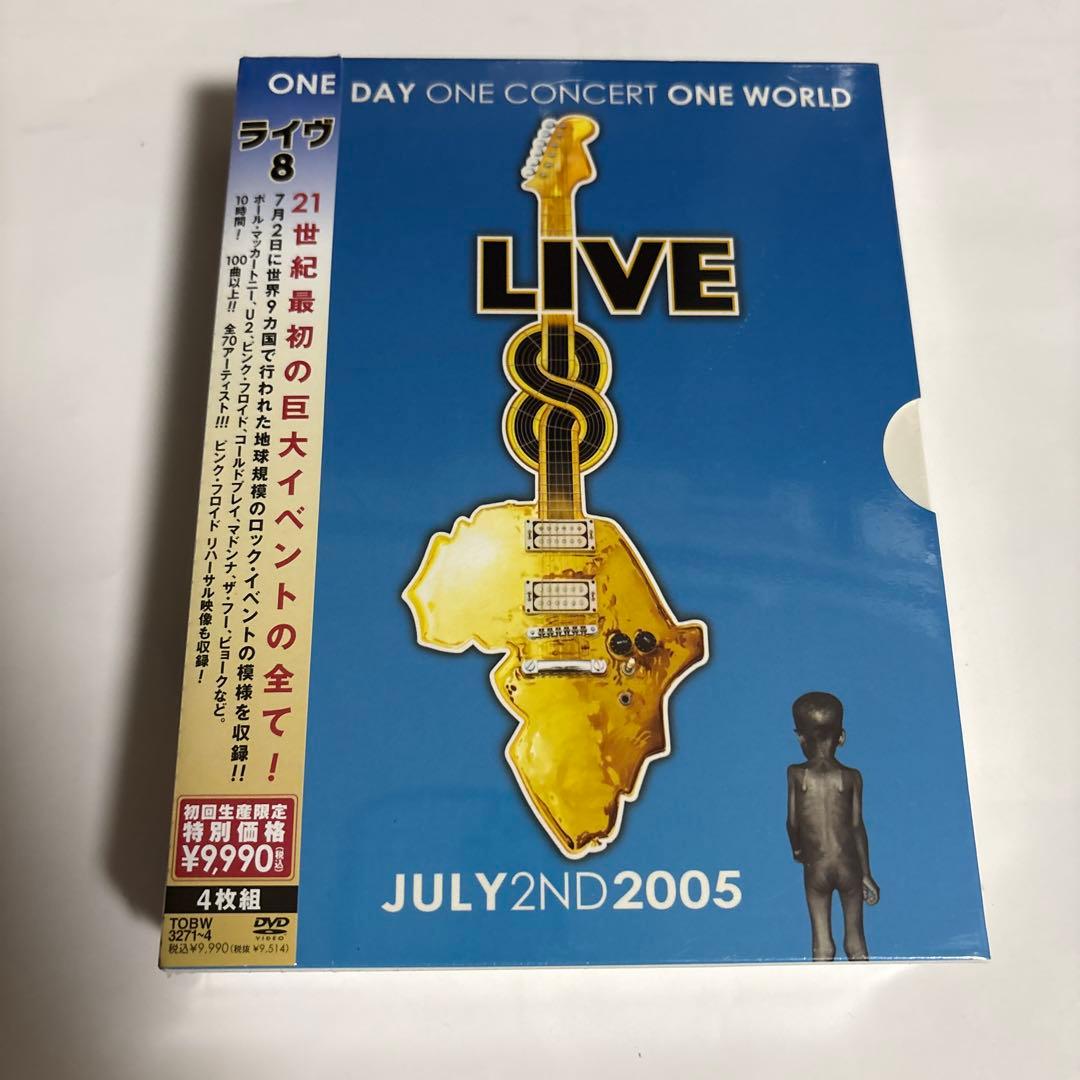 ONE DAY ONE CONCERT ONE WORLD
ライヴ
8
21世紀最初の巨大イベントの全て!
7月2日に世界9カ国で行われた地球規模のロック・イベントの模様を収録!!
ポール・マッカートニー、U2、ピンク・フロイド、コールドプレイ、マドンナ、ザ・フー、ビョークなど。
10時間! 100曲以上!! 全70アーティスト!!! ピンク・フロイド リハーサル映像も収録!
初回生産限定
特別価格
¥9,990(税込)
4枚組
TOBW
3271~4
DVD
VIDEO
税込¥9,990(税抜 ¥9,514)
LIVE
8
JULY2ND2005